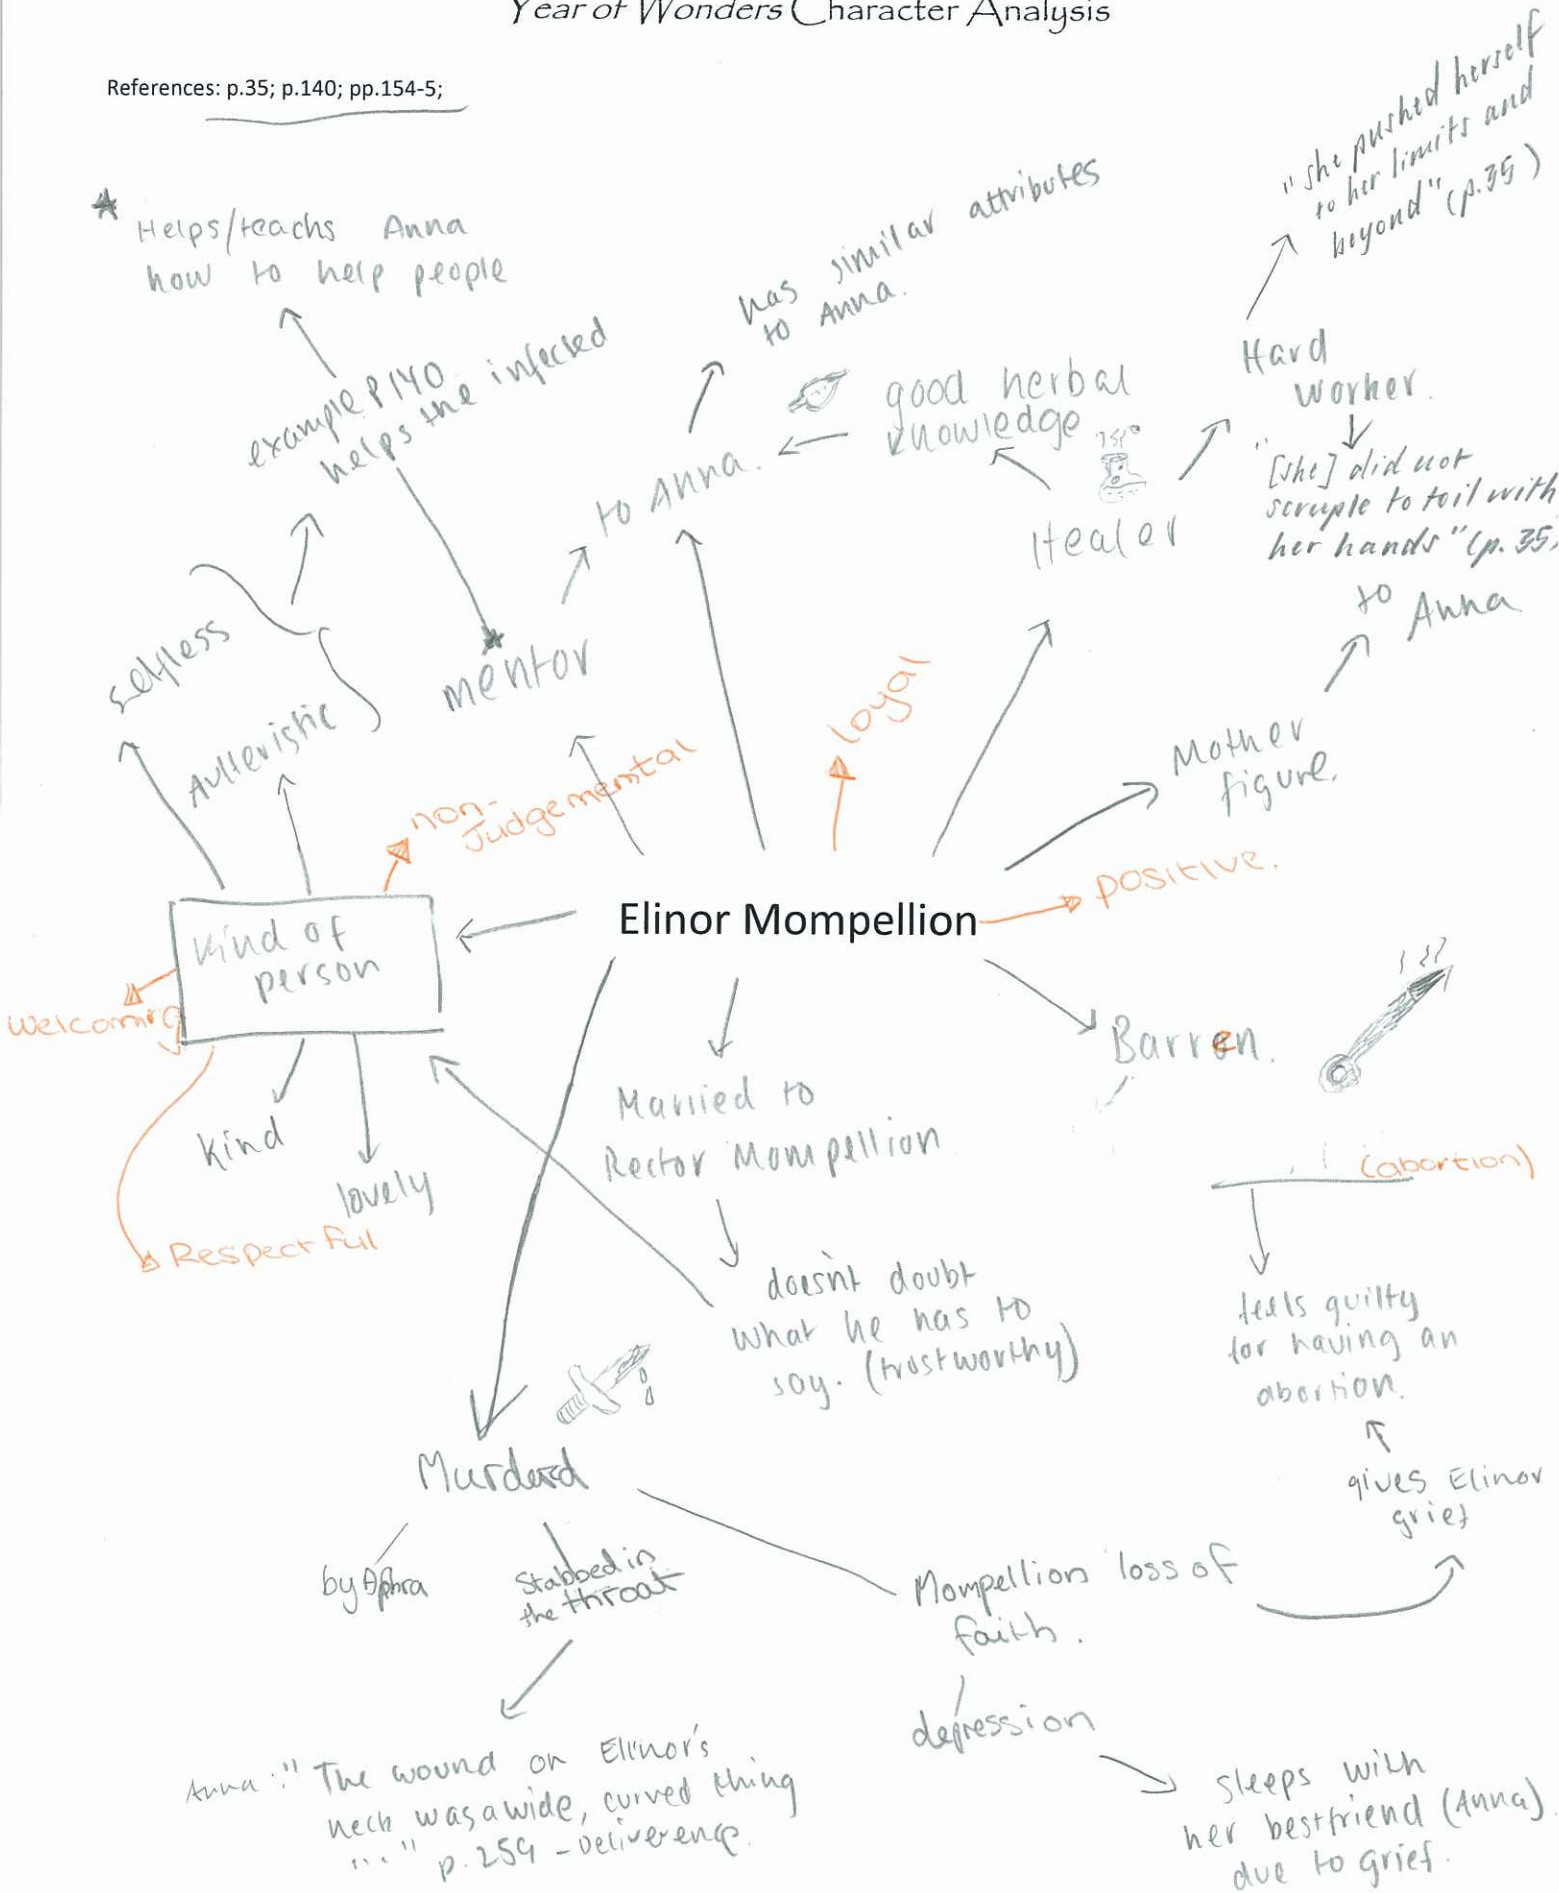 Year of Wonders Character Analysis
References: p.35; p.140; pp.154-5;
"she pushed herself
to her limits and
beyond" (p.35)
Helps/teachs Anna
how to help people
has similar attributes
to Anna.
example P140
helps the infected
good herbal
knowledge
Hard
worker.
to Anna.
Healer
"[she] did not
scruple to toil with
her hands" (p.35)
to Anna
selfless
Aulteristic
mentor
loyal
Mother
figure.
non-
Judgemental
positive.
Elinor Mompellion
kind of
person
welcoming
Barren.
kind
lovely
Respectful
Married to
Rector Mompellion
(abortion)
doesn't doubt
what he has to
say. (trustworthy)
feels guilty
for having an
abortion.
gives Elinor
grief
Murderd
by Aphra
Stabbed in
the throat
Mompellion loss of
faith.
depression
sleeps with
her bestfriend (Anna)
due to grief.
Anna: "The wound on Elinor's
neck was a wide, curved thing
..." p.259 - Deliverence.